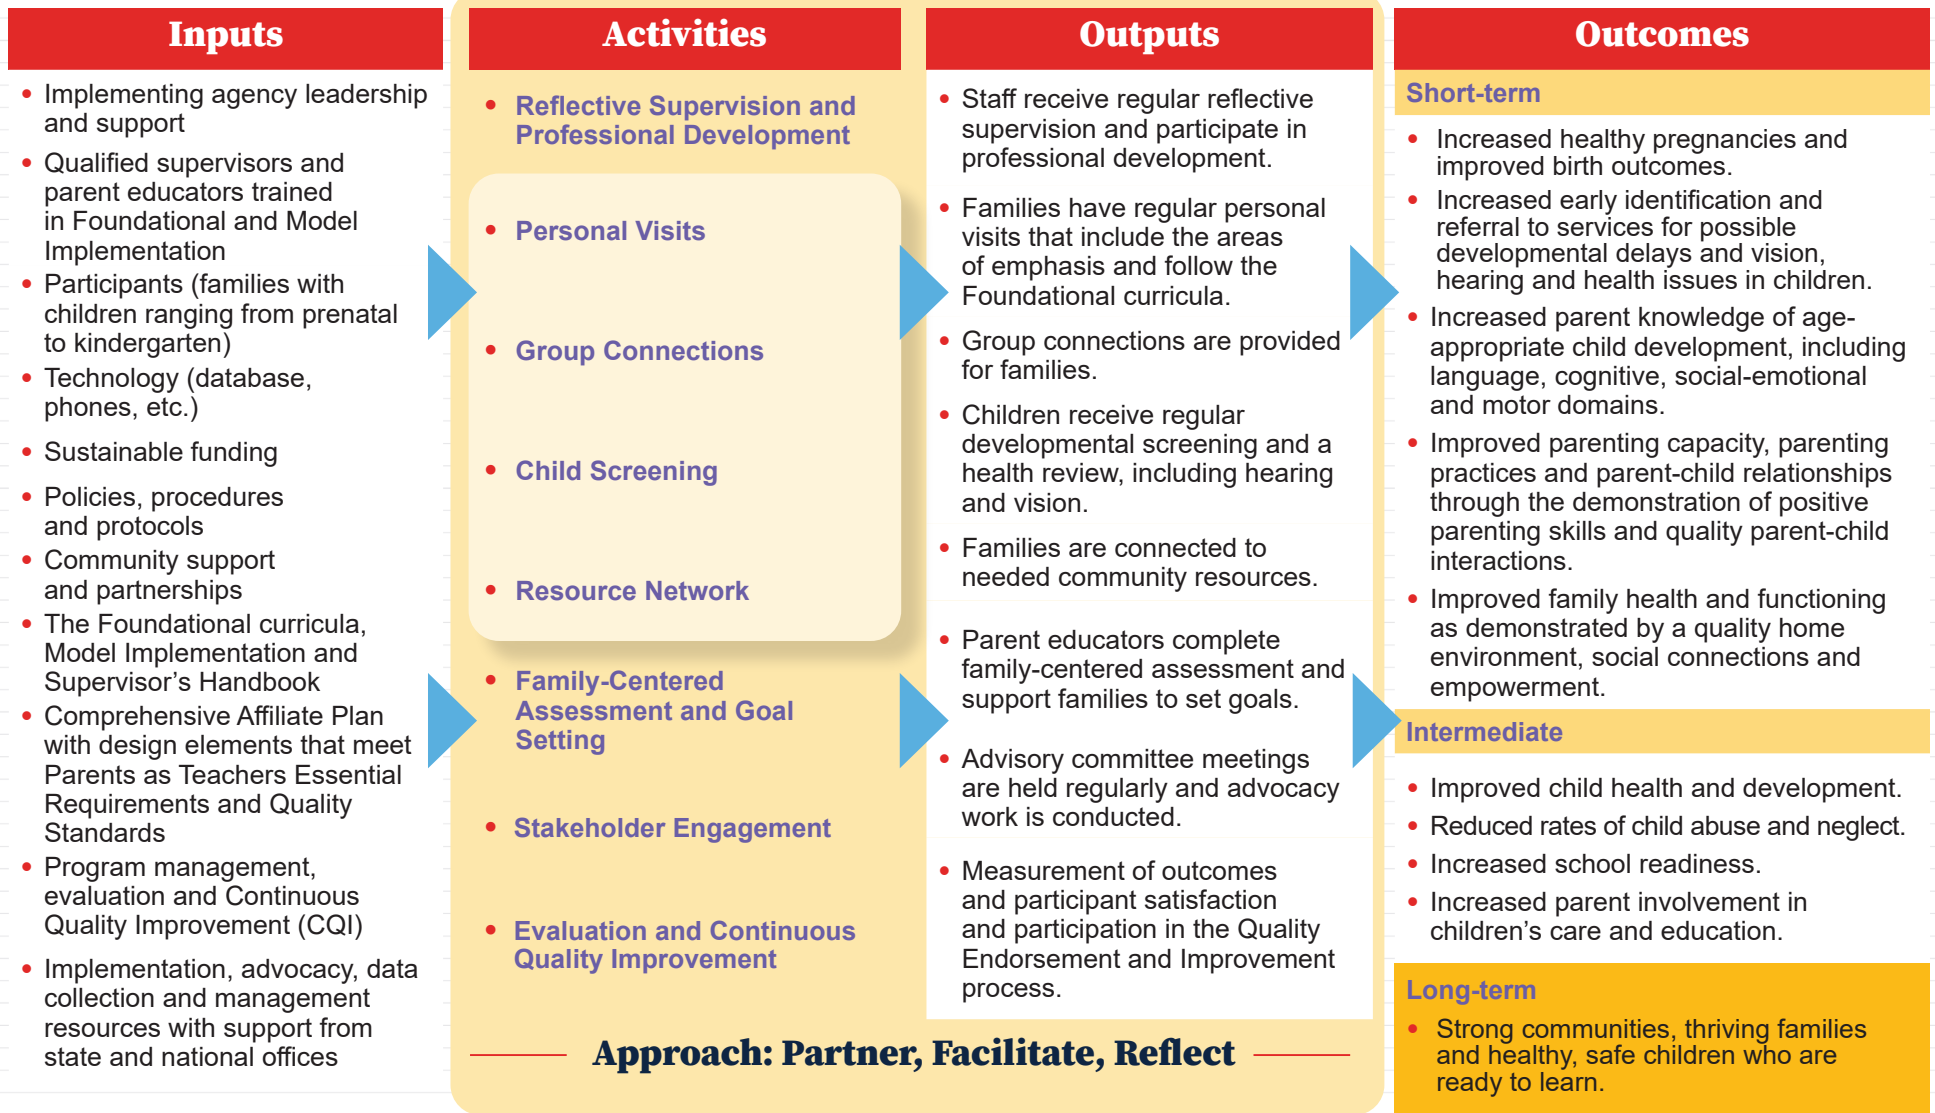 Inputs
Implementing agency leadership
and support
Qualified supervisors and
parent educators trained
in Foundational and Model
Implementation
Participants (families with
children ranging from prenatal
to kindergarten)
Technology (database,
phones, etc.)
Sustainable funding
Policies, procedures
and protocols
Community support
and partnerships
The Foundational curricula,
Model Implementation and
Supervisor’s Handbook
Comprehensive Affiliate Plan
with design elements that meet
Parents as Teachers Essential
Requirements and Quality
Standards
Program management,
evaluation and Continuous
Quality Improvement (CQI)
Implementation, advocacy, data
collection and management
resources with support from
state and national offices
Activities
Reflective Supervision and
Professional Development
Personal Visits
Group Connections
Child Screening
Resource Network
Family-Centered
Assessment and Goal
Setting
Stakeholder Engagement
Evaluation and Continuous
Quality Improvement
Outputs
Staff receive regular reflective
supervision and participate in
professional development.
Families have regular personal
visits that include the areas
of emphasis and follow the
Foundational curricula.
Group connections are provided
for families.
Children receive regular
developmental screening and a
health review, including hearing
and vision.
Families are connected to
needed community resources.
Parent educators complete
family-centered assessment and
support families to set goals.
Advisory committee meetings
are held regularly and advocacy
work is conducted.
Measurement of outcomes
and participant satisfaction
and participation in the Quality
Endorsement and Improvement
process.
Approach: Partner, Facilitate, Reflect
Outcomes
Short-term
Increased healthy pregnancies and
improved birth outcomes.
Increased early identification and
referral to services for possible
developmental delays and vision,
hearing and health issues in children.
Increased parent knowledge of age-
appropriate child development, including
language, cognitive, social-emotional
and motor domains.
Improved parenting capacity, parenting
practices and parent-child relationships
through the demonstration of positive
parenting skills and quality parent-child
interactions.
Improved family health and functioning
as demonstrated by a quality home
environment, social connections and
empowerment.
Intermediate
Improved child health and development.
Reduced rates of child abuse and neglect.
Increased school readiness.
Increased parent involvement in
children’s care and education.
Long-term
Strong communities, thriving families
and healthy, safe children who are
ready to learn.